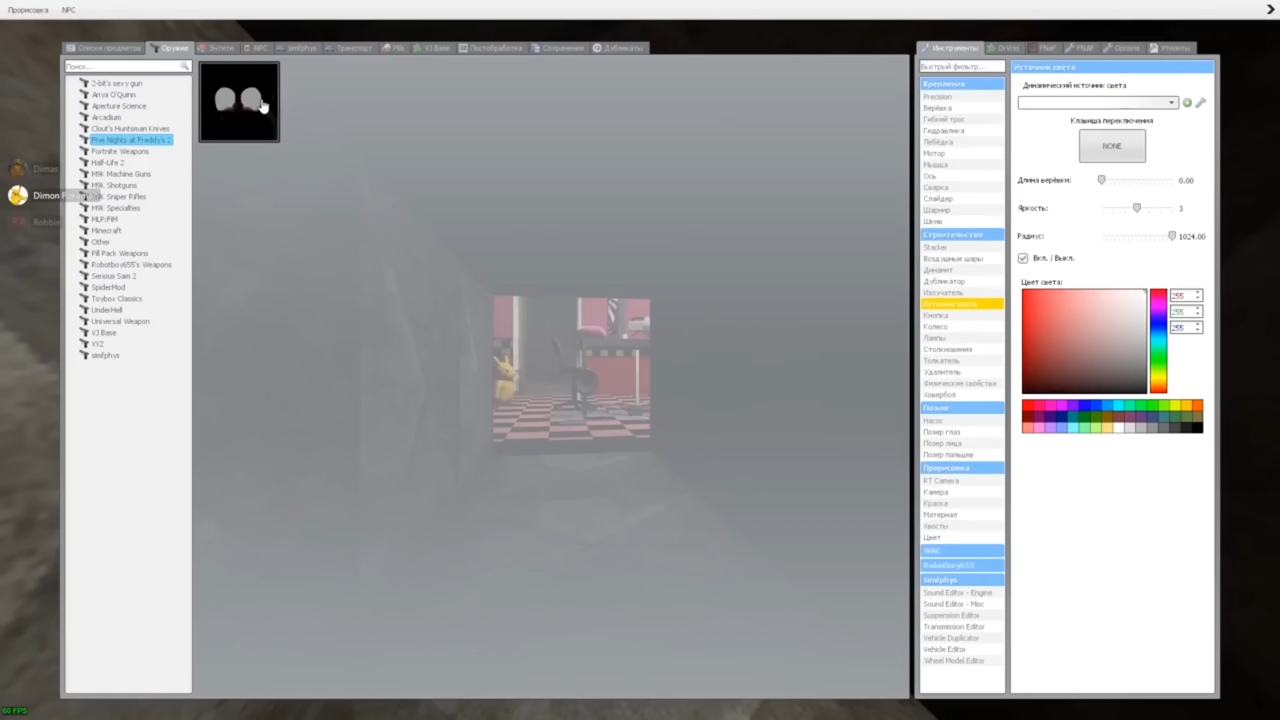 Прорисовка NPC
Список предметов Оружие Энтити NPC simfphys Транспорт Pills VJ Base Постобработка Сохранения Дубликаты
Инструменты DrVrej FNaF FNAF Options Утилиты
Поиск...
2-bit's sexy gun
Anya O'Quinn
Aperture Science
Arcadium
Clout's Huntsman Knives
Five Nights at Freddy's 2
Fortnite Weapons
Half-Life 2
M9K Machine Guns
M9K Shotguns
M9K Sniper Rifles
M9K Specialties
MLP:FiM
Minecraft
Other
Pill Pack Weapons
Robotboy655's Weapons
Serious Sam 2
SpiderMod
Toybox Classics
UnderHell
Universal Weapon
VJ Base
XYZ
simfphys
Dimas
Dimon
Robbie
Быстрый фильтр...
Крепления
Precision
Верёвка
Гибкий трос
Гидравлика
Лебёдка
Мотор
Мышца
Ось
Сварка
Слайдер
Шарнир
Шкив
Строительство
Stacker
Воздушные шары
Динамит
Дубликатор
Излучатель
Источник света
Кнопка
Колесо
Лампы
Столкновения
Толкатель
Удалитель
Физические свойства
Ховербол
Позинг
Насос
Позер глаз
Позер лица
Позер пальцев
Прорисовка
RT Camera
Камера
Краска
Материал
Хвосты
Цвет
WAC
Robotboy655
simfphys
Sound Editor - Engine
Sound Editor - Misc
Suspension Editor
Transmission Editor
Vehicle Duplicator
Vehicle Editor
Wheel Model Editor
Источник света
Динамический источник света
Клавиша переключения
NONE
Длина верёвки: 0.00
Яркость: 3
Радиус: 1024.00
Вкл. / Выкл.
Цвет света:
255
255
255
60 FPS